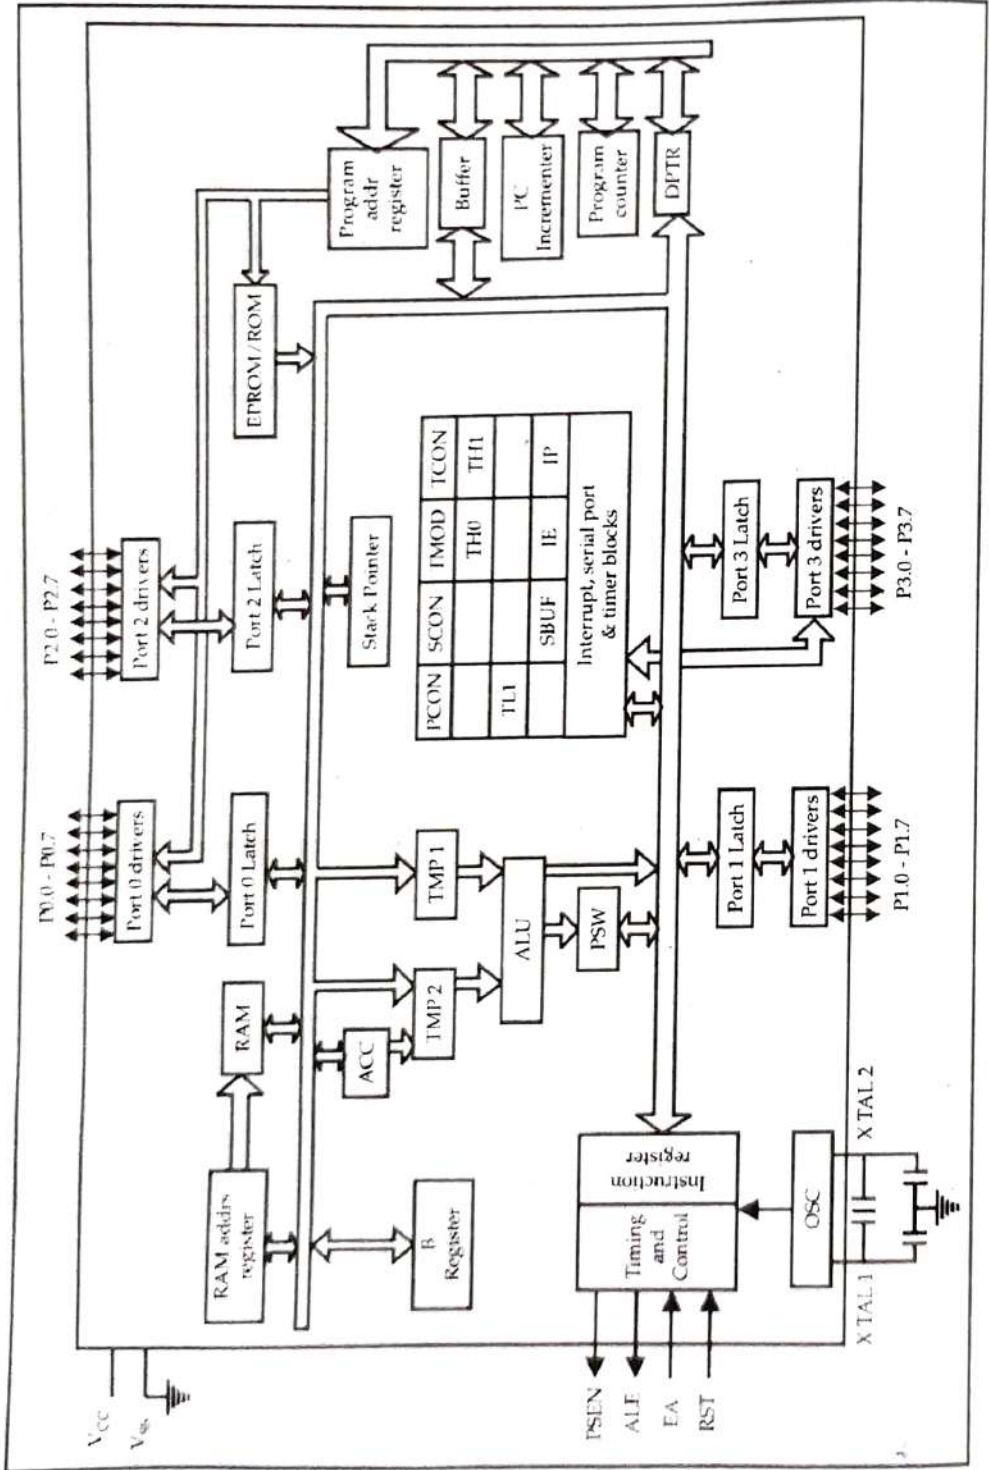 P0.0 - P0.7
P2.0 - P2.7
VCC
Vss
Port 0 drivers
Port 2 drivers
RAM addrs
register
RAM
Port 0 Latch
Port 2 Latch
EPROM / ROM
Program
addr
register
Buffer
PC
Incrementer
Program
counter
DPTR
B
Register
ACC
TMP 2
TMP 1
ALU
PSW
Stack Pointer
PCON SCON TMOD TCON
TH0 TH1
TL1
SBUF IE IP
Interrupt, serial port
& timer blocks
PSEN
ALE
EA
RST
Timing
and
Control
Instruction
register
OSC
XTAL 1
XTAL 2
Port 1 Latch
Port 1 drivers
P1.0 - P1.7
Port 3 Latch
Port 3 drivers
P3.0 - P3.7